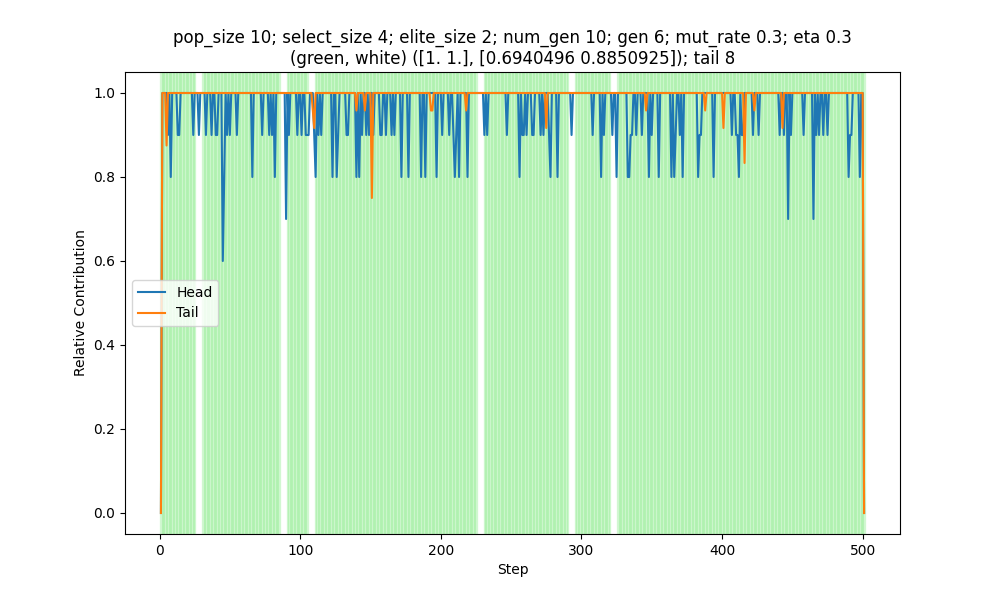 pop_size 10; select_size 4; elite_size 2; num_gen 10; gen 6; mut_rate 0.3; eta 0.3
(green, white) ([1. 1.], [0.6940496 0.8850925]); tail 8
1.0
0.8
0.6
0.4
0.2
0.0
Relative Contribution
Head
Tail
0
100
200
300
400
500
Step